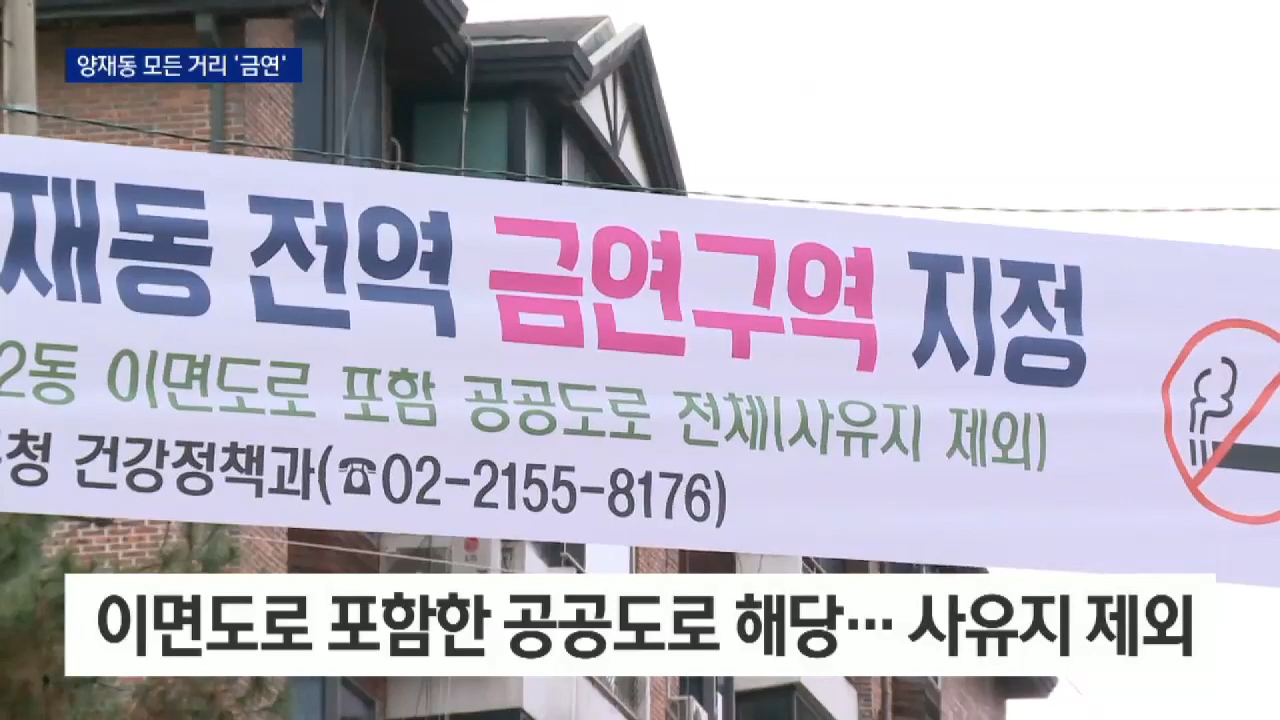 양재동 모든 거리 '금연'
재동 전역 금연구역 지정
2동 이면도로 포함 공공도로 전체(사유지 제외)
청 건강정책과(☎02-2155-8176)
이면도로 포함한 공공도로 해당… 사유지 제외